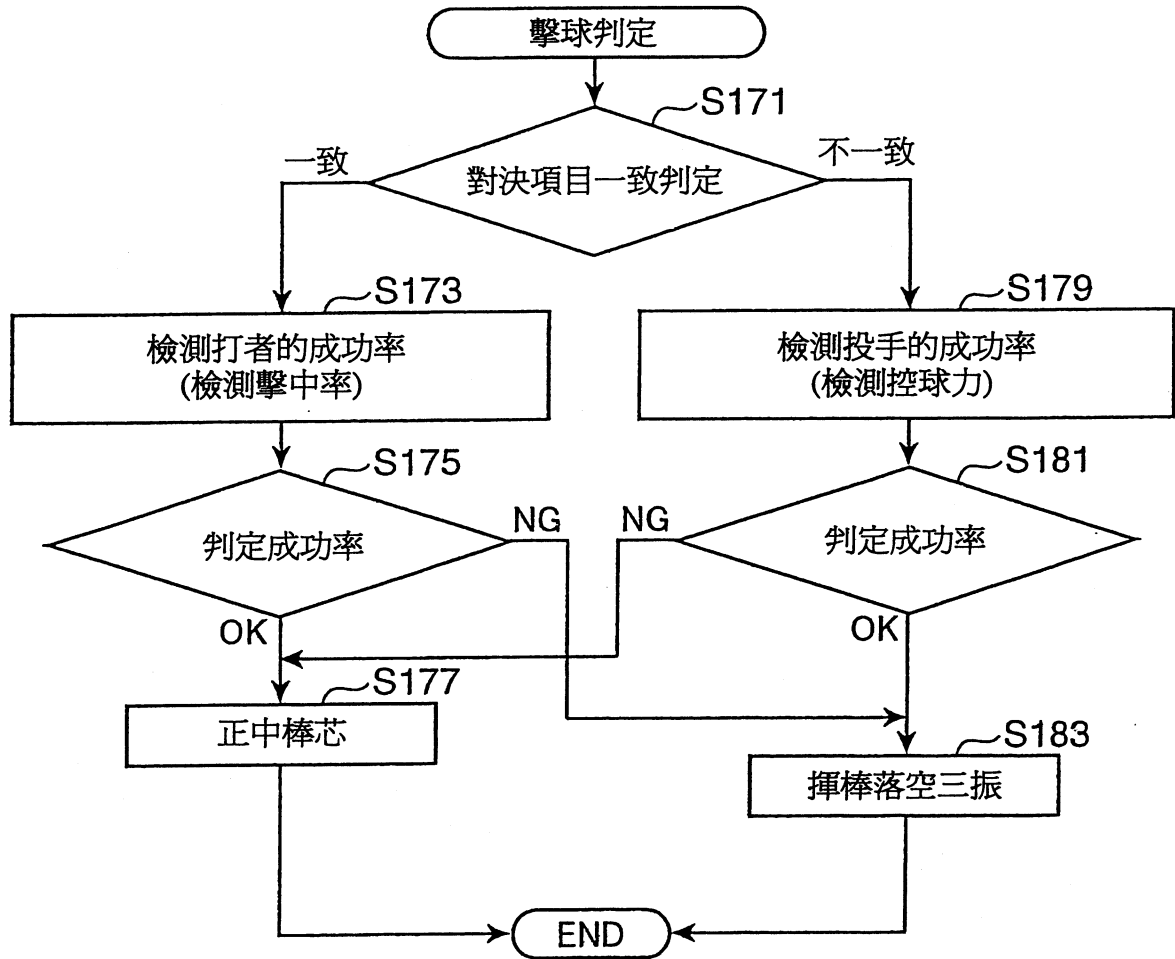 擊球判定
S171
一致
不一致
對決項目一致判定
S173
S179
檢測打者的成功率
(檢測擊中率)
檢測投手的成功率
(檢測控球力)
S175
S181
判定成功率
NG
NG
判定成功率
OK
OK
S177
正中棒芯
S183
揮棒落空三振
END